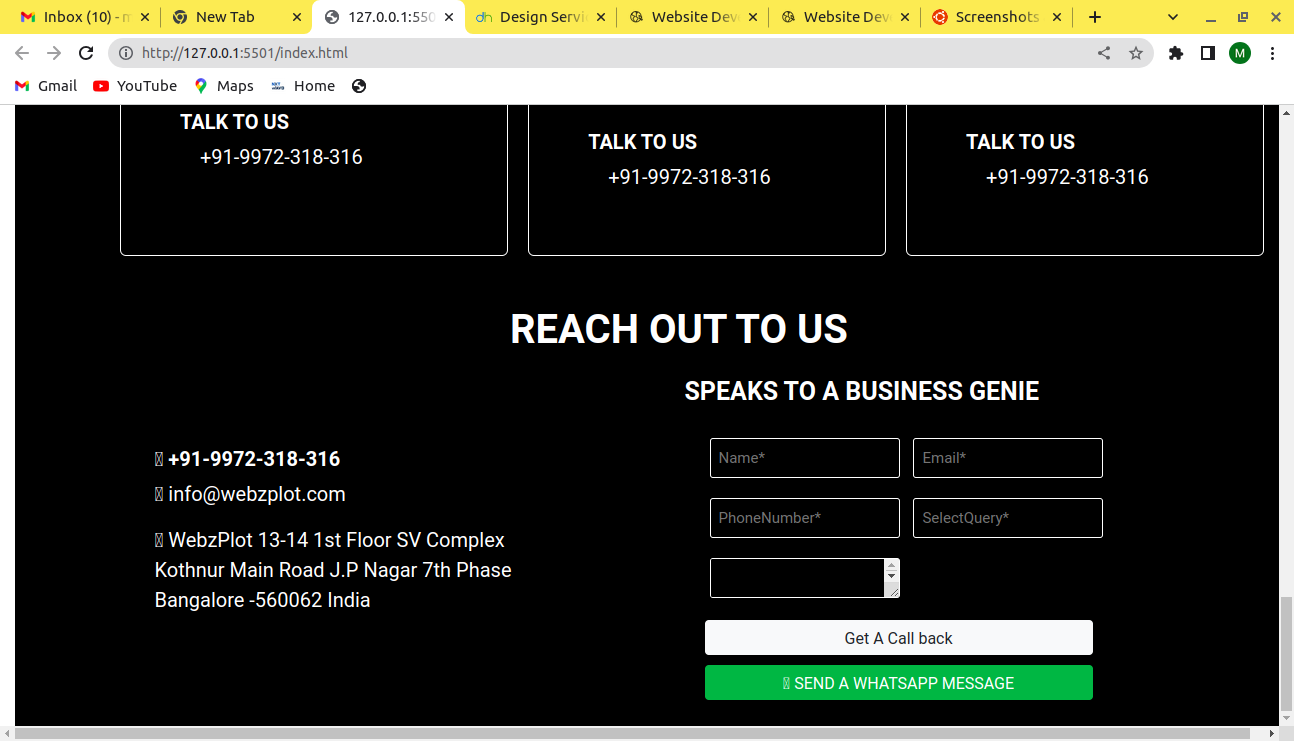 Inbox (10) - m
New Tab
127.0.0.1:550
Design Servi
Website Dev
Website Dev
Screenshots
http://127.0.0.1:5501/index.html
M
Gmail YouTube Maps Home
TALK TO US
+91-9972-318-316
TALK TO US
+91-9972-318-316
TALK TO US
+91-9972-318-316
REACH OUT TO US
SPEAKS TO A BUSINESS GENIE
+91-9972-318-316
info@webzplot.com
WebzPlot 13-14 1st Floor SV Complex
Kothnur Main Road J.P Nagar 7th Phase
Bangalore -560062 India
Name* Email*
PhoneNumber* SelectQuery*
Get A Call back
SEND A WHATSAPP MESSAGE